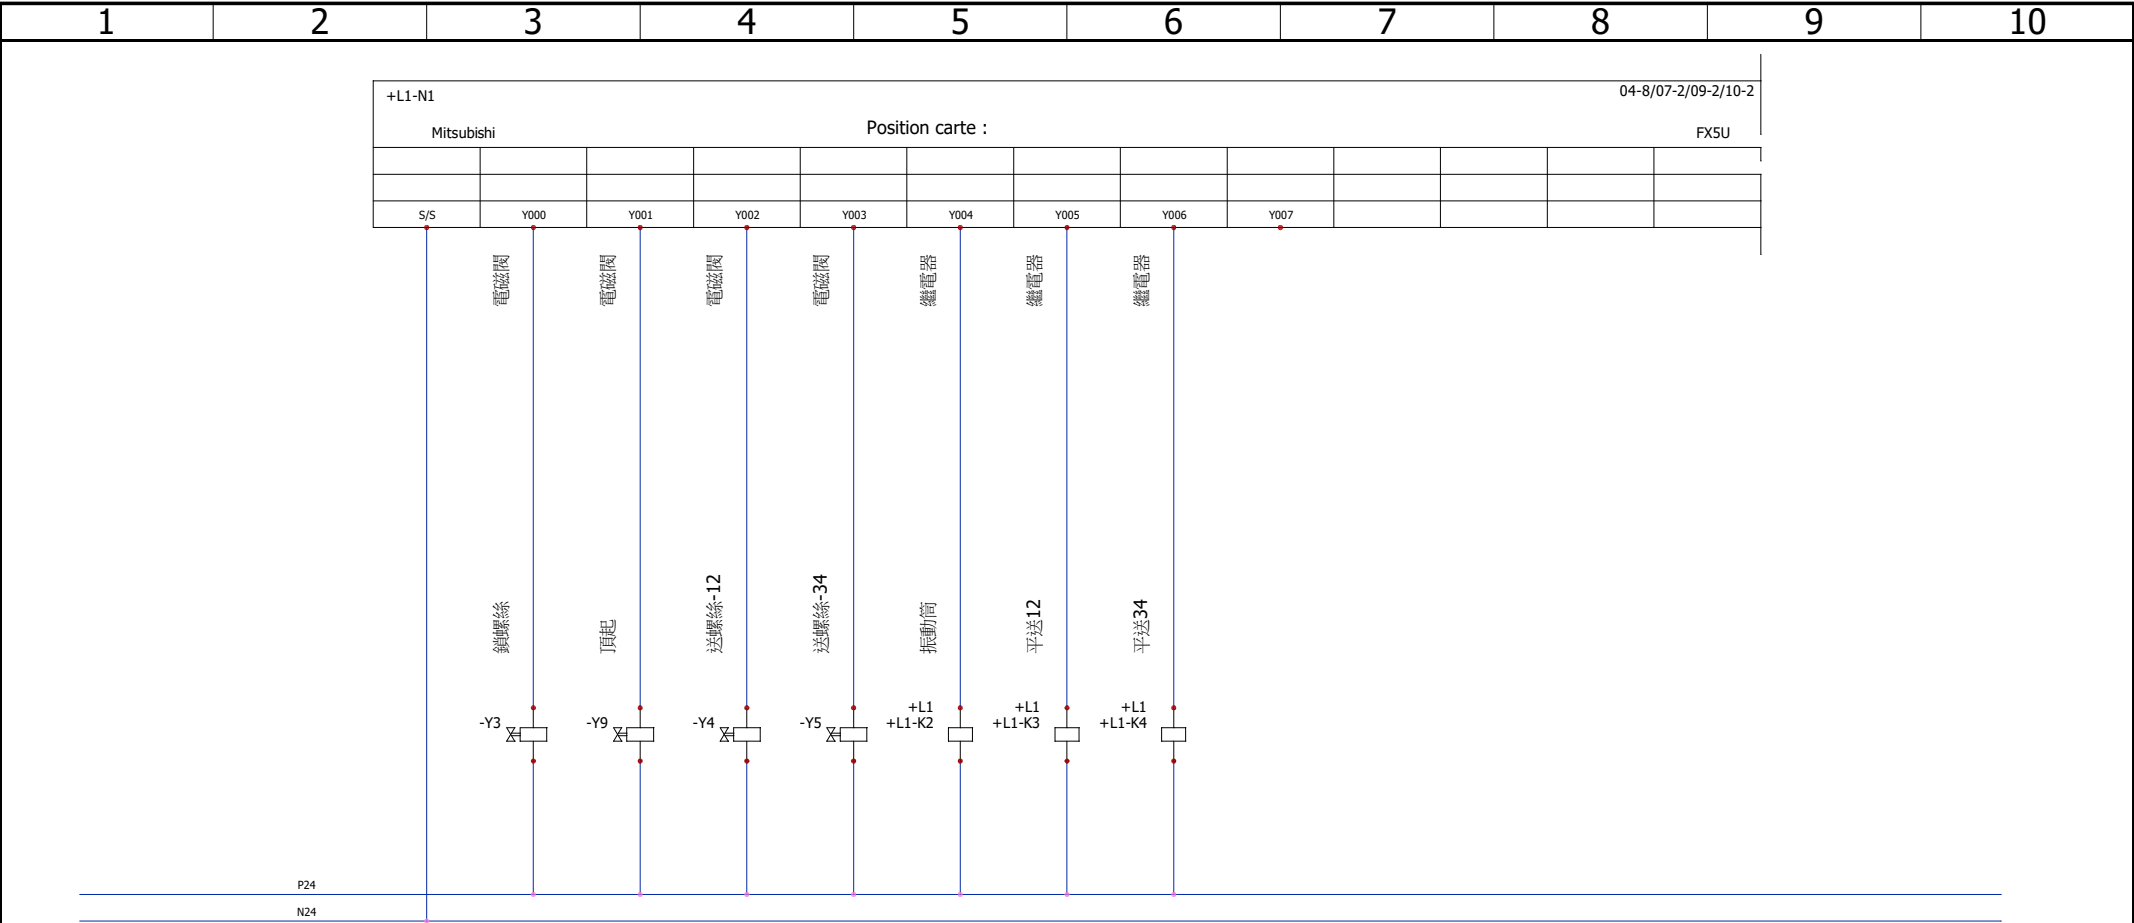 1 2 3 4 5 6 7 8 9 10
+L1-N1 04-8/07-2/09-2/10-2
Mitsubishi Position carte : FX5U
S/S Y000 Y001 Y002 Y003 Y004 Y005 Y006 Y007
電磁閥 電磁閥 電磁閥 電磁閥 繼電器 繼電器 繼電器
鎖螺絲 頂起 送螺絲-12 送螺絲-34 振動筒 平送12 平送34
+L1 +L1 +L1
-Y3 -Y9 -Y4 -Y5 +L1-K2 +L1-K3 +L1-K4
P24
N24